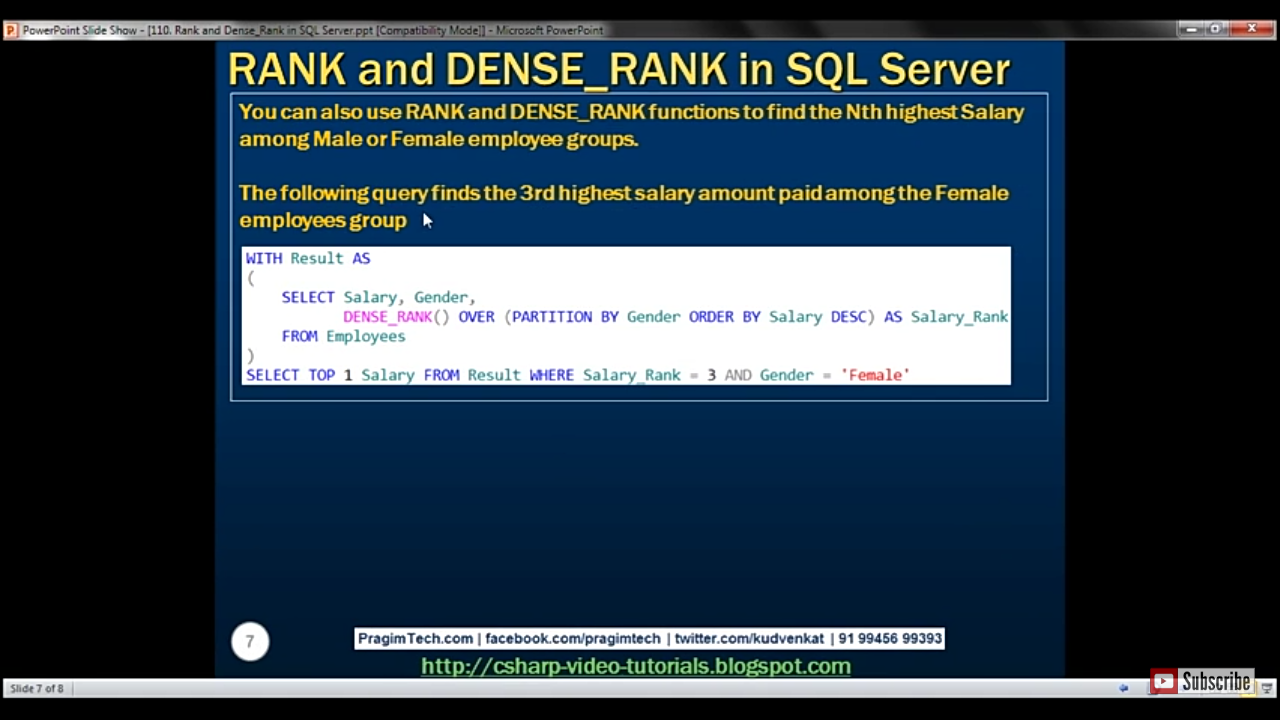 PowerPoint Slide Show - [110. Rank and Dense_Rank in SQL Server.ppt [Compatibility Mode]] - Microsoft PowerPoint
RANK and DENSE_RANK in SQL Server
You can also use RANK and DENSE_RANK functions to find the Nth highest Salary
among Male or Female employee groups.
The following query finds the 3rd highest salary amount paid among the Female
employees group
WITH Result AS
(
SELECT Salary, Gender,
DENSE_RANK() OVER (PARTITION BY Gender ORDER BY Salary DESC) AS Salary_Rank
FROM Employees
)
SELECT TOP 1 Salary FROM Result WHERE Salary_Rank = 3 AND Gender = 'Female'
7
PragimTech.com | facebook.com/pragimtech | twitter.com/kudvenkat | 91 99456 99393
http://csharp-video-tutorials.blogspot.com
Slide 7 of 8
Subscribe